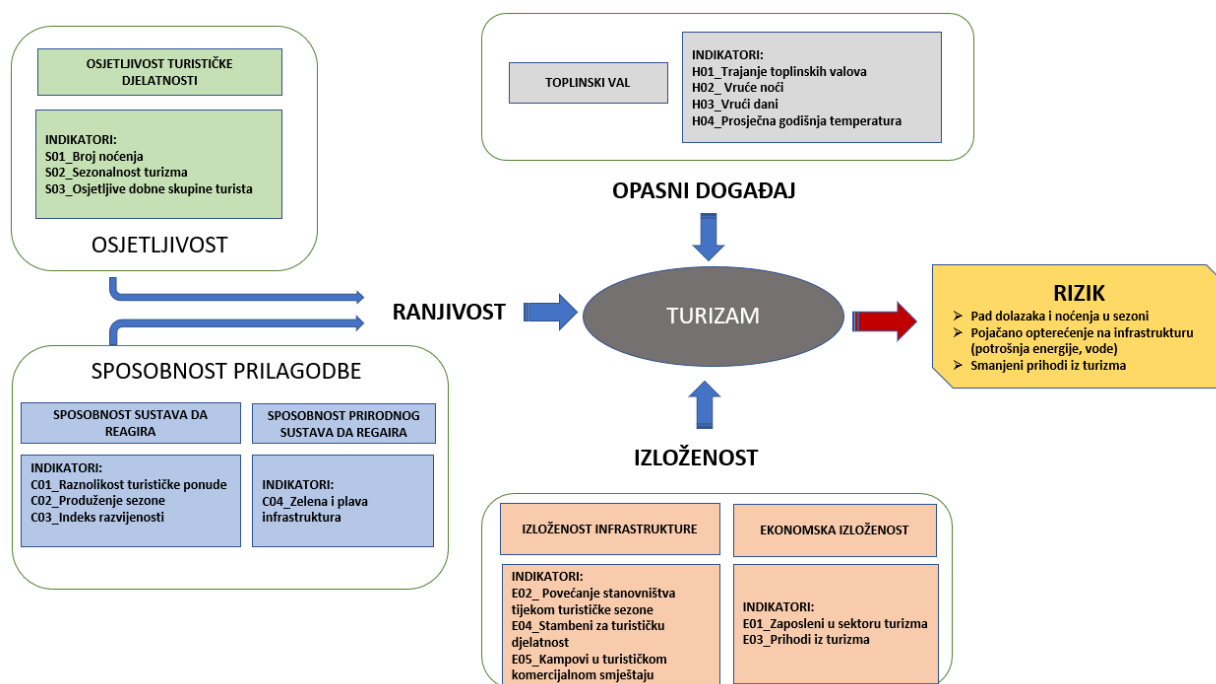 OSJETLJIVOST TURISTIČKE
DJELATNOSTI
INDIKATORI:
S01_Broj noćenja
S02_Sezonalnost turizma
S03_Osjetljive dobne skupine turista
OSJETLJIVOST
TOPLINSKI VAL
INDIKATORI:
H01_Trajanje toplinskih valova
H02_ Vruće noći
H03_Vrući dani
H04_Prosječna godišnja temperatura
OPASNI DOGAĐAJ
RANJIVOST
TURIZAM
RIZIK
➢ Pad dolazaka i noćenja u sezoni
➢ Pojačano opterećenje na infrastrukturu
(potrošnja energije, vode)
➢ Smanjeni prihodi iz turizma
SPOSOBNOST PRILAGODBE
SPOSOBNOST SUSTAVA DA
REAGIRA
INDIKATORI:
C01_Raznolikost turističke ponude
C02_Produženje sezone
C03_Indeks razvijenosti
SPOSOBNOST PRIRODNOG
SUSTAVA DA REGAIRA
INDIKATORI:
C04_Zelena i plava
infrastruktura
IZLOŽENOST
IZLOŽENOST INFRASTRUKTURE
INDIKATORI:
E02_ Povećanje stanovništva
tijekom turističke sezone
E04_Stambeni za turističku
djelatnost
E05_Kampovi u turističkom
komercijalnom smještaju
EKONOMSKA IZLOŽENOST
INDIKATORI:
E01_Zaposleni u sektoru turizma
E03_Prihodi iz turizma